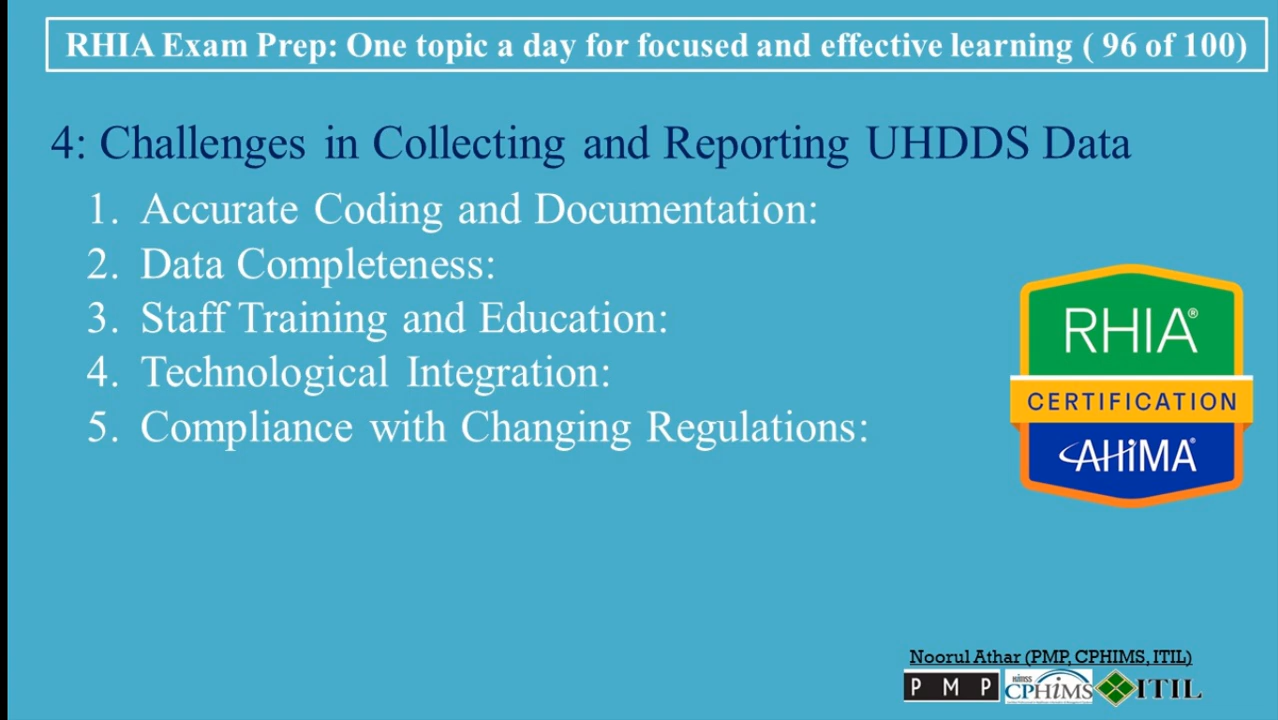 RHIA Exam Prep: One topic a day for focused and effective learning ( 96 of 100)
4: Challenges in Collecting and Reporting UHDDS Data
1. Accurate Coding and Documentation:
2. Data Completeness:
3. Staff Training and Education:
4. Technological Integration:
5. Compliance with Changing Regulations:
RHIA®
CERTIFICATION
AHiMA®
Noorul Athar (PMP, CPHIMS, ITIL)
PMP
himss
CPHiMS
ITIL